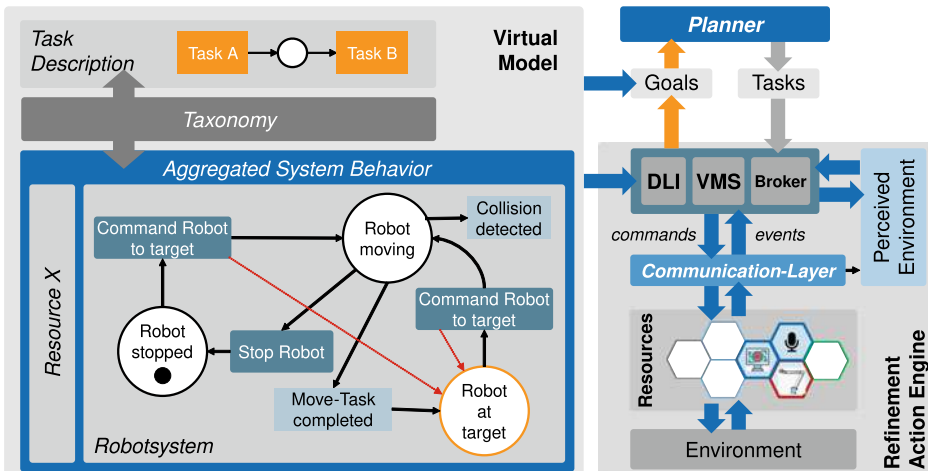 Task
Description
Task A
Task B
Virtual
Model
Taxonomy
Aggregated System Behavior
Resource X
Command Robot
to target
Robot
moving
Collision
detected
Command Robot
to target
Robot
stopped
Stop Robot
Move-Task
completed
Robot
at
target
Robotsystem
Planner
Goals
Tasks
DLI
VMS
Broker
Perceived
Environment
commands
events
Communication-Layer
Resources
Environment
Refinement
Action Engine